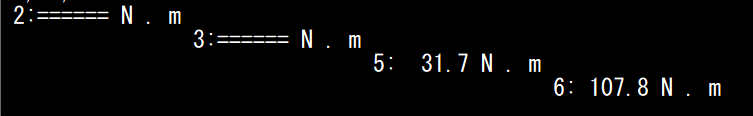 2:====== N . m
3:====== N . m
5:  31.7 N . m
6: 107.8 N . m